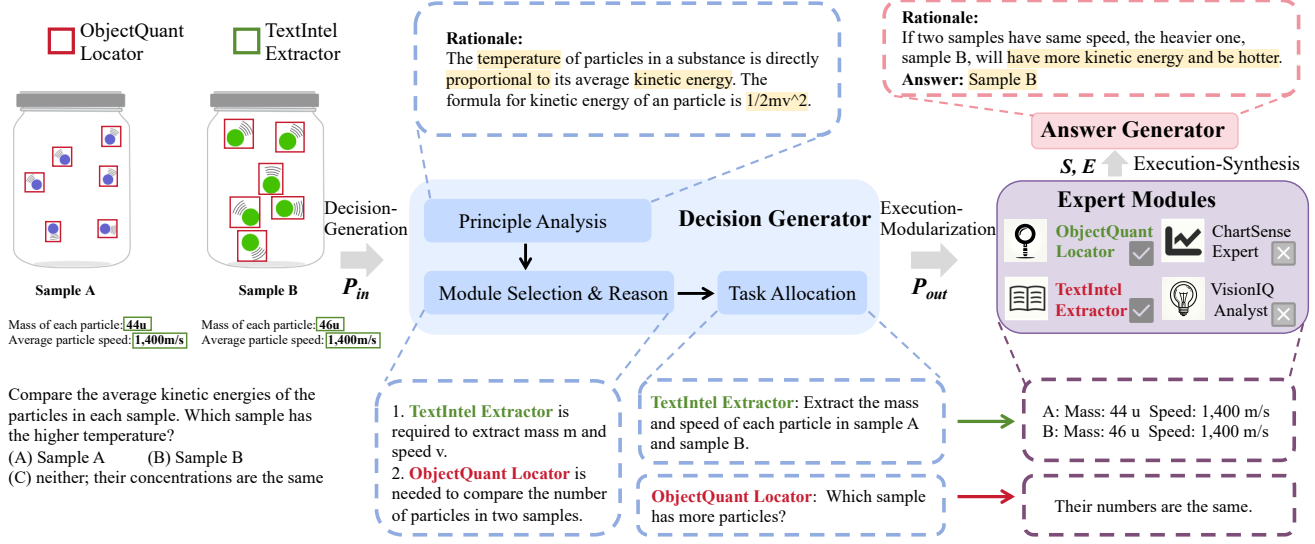 ObjectQuant
Locator
TextIntel
Extractor
Sample A
Sample B
Mass of each particle: 44u
Average particle speed: 1,400m/s
Mass of each particle: 46u
Average particle speed: 1,400m/s
Compare the average kinetic energies of the
particles in each sample. Which sample has
the higher temperature?
(A) Sample A (B) Sample B
(C) neither; their concentrations are the same
Decision-
Generation
P_in
Rationale:
The temperature of particles in a substance is directly
proportional to its average kinetic energy. The
formula for kinetic energy of an particle is 1/2mv^2.
Decision Generator
Principle Analysis
Module Selection & Reason
Task Allocation
1. TextIntel Extractor is
required to extract mass m and
speed v.
2. ObjectQuant Locator is
needed to compare the number
of particles in two samples.
TextIntel Extractor: Extract the mass
and speed of each particle in sample A
and sample B.
ObjectQuant Locator: Which sample
has more particles?
Execution-
Modularization
P_out
Rationale:
If two samples have same speed, the heavier one,
sample B, will have more kinetic energy and be hotter.
Answer: Sample B
Answer Generator
S, E
Execution-Synthesis
Expert Modules
ObjectQuant
Locator
ChartSense
Expert
TextIntel
Extractor
VisionIQ
Analyst
A: Mass: 44 u Speed: 1,400 m/s
B: Mass: 46 u Speed: 1,400 m/s
Their numbers are the same.